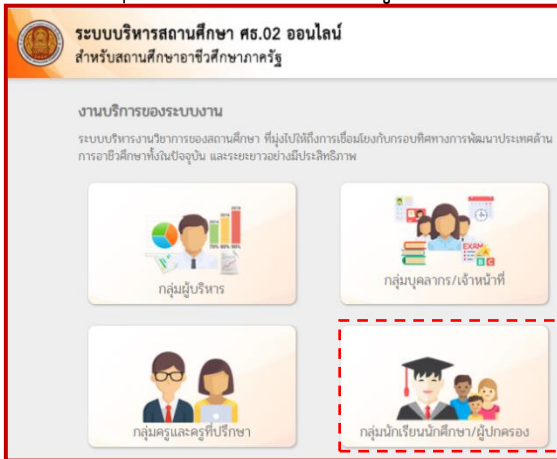 ระบบบริหารสถานศึกษา ศธ.02 ออนไลน์
สำหรับสถานศึกษาอาชีวศึกษาภาครัฐ
งานบริการของระบบงาน
ระบบบริหารงานวิชาการของสถานศึกษา ที่มุ่งไปให้ถึงการเชื่อมโยงกับกรอบทิศทางการพัฒนาประเทศด้าน
การอาชีวศึกษาทั้งในปัจจุบัน และระยะยาวอย่างมีประสิทธิภาพ
กลุ่มผู้บริหาร
EXAM
กลุ่มบุคลากร/เจ้าหน้าที่
กลุ่มครูและครูที่ปรึกษา
กลุ่มนักเรียนนักศึกษา/ผู้ปกครอง